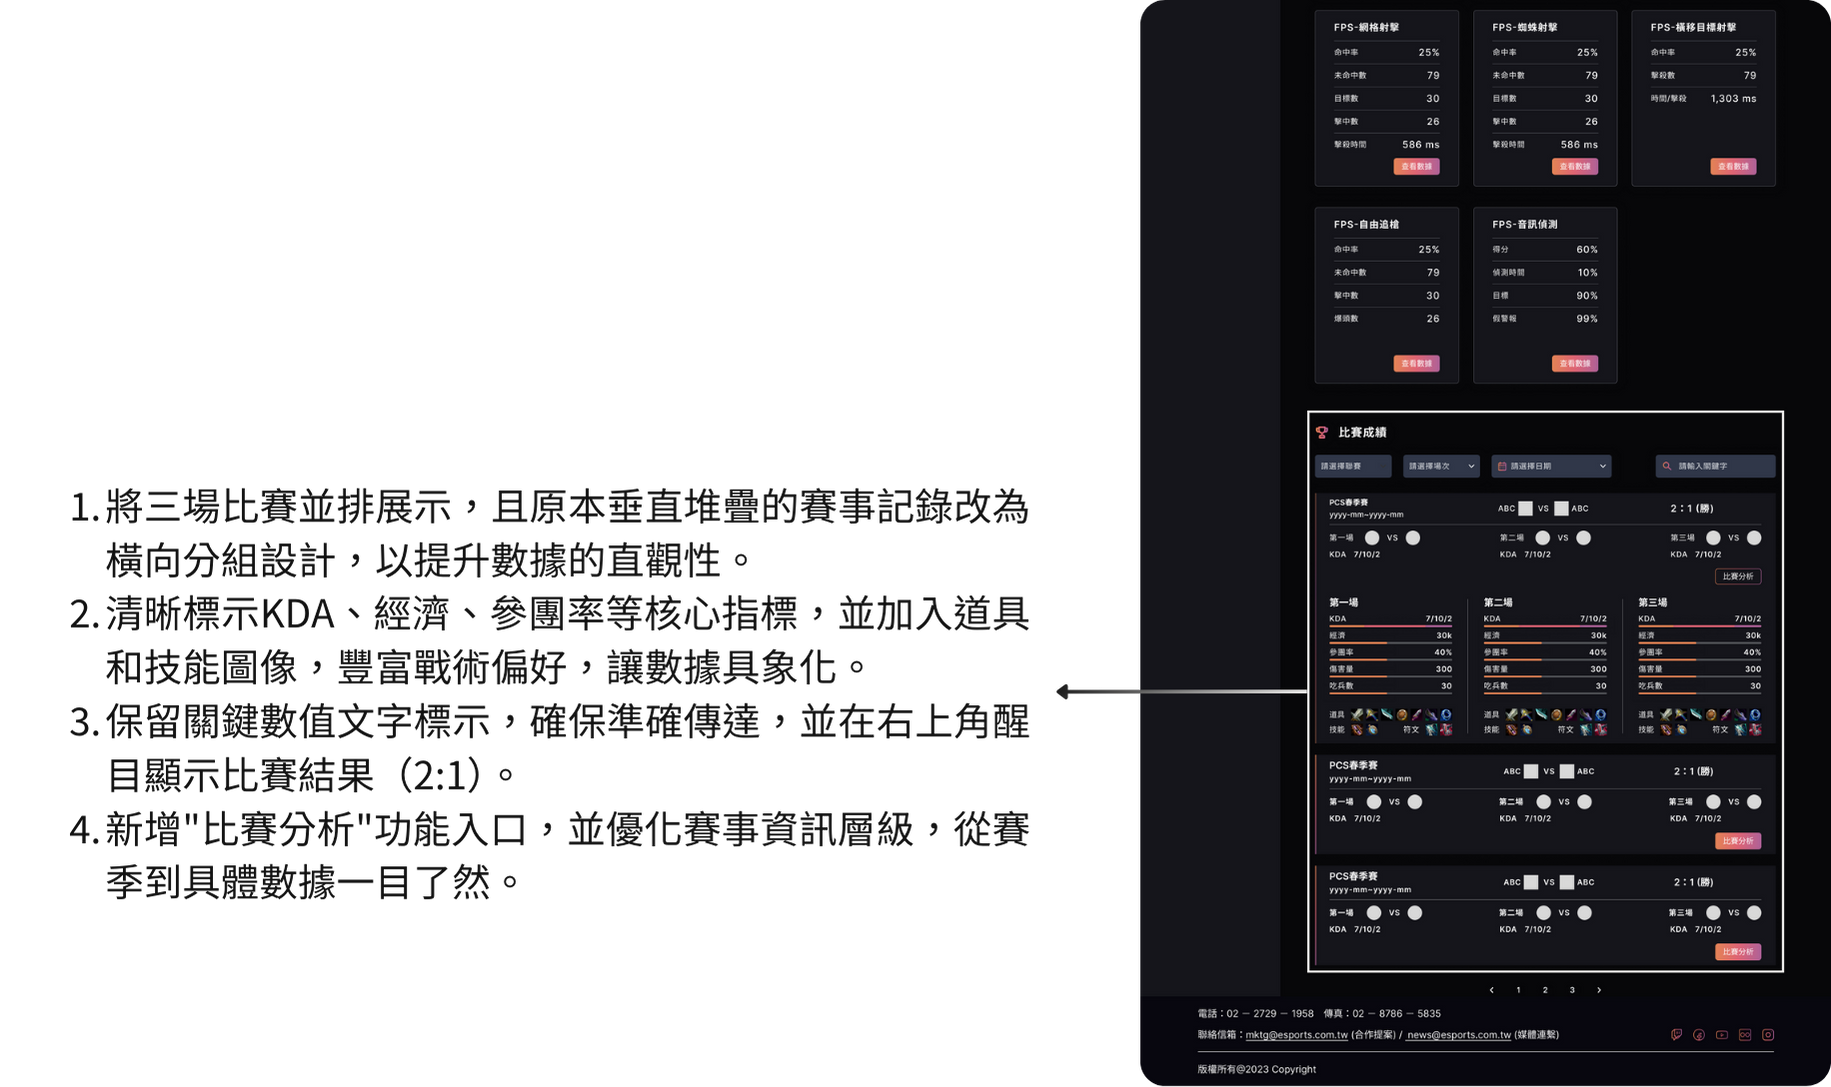 1.將三場比賽並排展示，且原本垂直堆疊的賽事記錄改為
橫向分組設計，以提升數據的直觀性。
2.清晰標示KDA、經濟、參團率等核心指標，並加入道具
和技能圖像，豐富戰術偏好，讓數據具象化。
3.保留關鍵數值文字標示，確保準確傳達，並在右上角醒
目顯示比賽結果（2:1）。
4.新增"比賽分析"功能入口，並優化賽事資訊層級，從賽
季到具體數據一目了然。
FPS-網格射擊
命中率 25%
未命中數 79
目標數 30
擊中數 26
擊殺時間 586 ms
查看數據
FPS-蜘蛛射擊
命中率 25%
未命中數 79
目標數 30
擊中數 26
擊殺時間 586 ms
查看數據
FPS-橫移目標射擊
命中率 25%
擊殺數 79
時間/擊殺 1,303 ms
查看數據
FPS-自由追槍
命中率 25%
未命中數 79
擊中數 30
爆頭數 26
查看數據
FPS-音訊偵測
得分 60%
偵測時間 10%
目標 90%
假警報 99%
查看數據
比賽成績
請選擇聯賽 請選擇場次 請選擇日期 請輸入關鍵字
PCS春季賽
yyyy-mm~yyyy-mm
ABC VS ABC 2：1 (勝)
第一場 VS 第二場 VS 第三場 VS
KDA 7/10/2 KDA 7/10/2 KDA 7/10/2
比賽分析
第一場
KDA 7/10/2
經濟 30k
參團率 40%
傷害量 300
吃兵數 30
道具
技能 符文
第二場
KDA 7/10/2
經濟 30k
參團率 40%
傷害量 300
吃兵數 30
道具
技能 符文
第三場
KDA 7/10/2
經濟 30k
參團率 40%
傷害量 300
吃兵數 30
道具
技能 符文
PCS春季賽
yyyy-mm~yyyy-mm
ABC VS ABC 2：1 (勝)
第一場 VS 第二場 VS 第三場 VS
KDA 7/10/2 KDA 7/10/2 KDA 7/10/2
比賽分析
PCS春季賽
yyyy-mm~yyyy-mm
ABC VS ABC 2：1 (勝)
第一場 VS 第二場 VS 第三場 VS
KDA 7/10/2 KDA 7/10/2 KDA 7/10/2
比賽分析
< 1 2 3 >
電話：02 － 2729 － 1958 傳真：02 － 8786 － 5835
聯絡信箱：mktg@esports.com.tw (合作提案) / news@esports.com.tw (媒體連繫)
版權所有@2023 Copyright